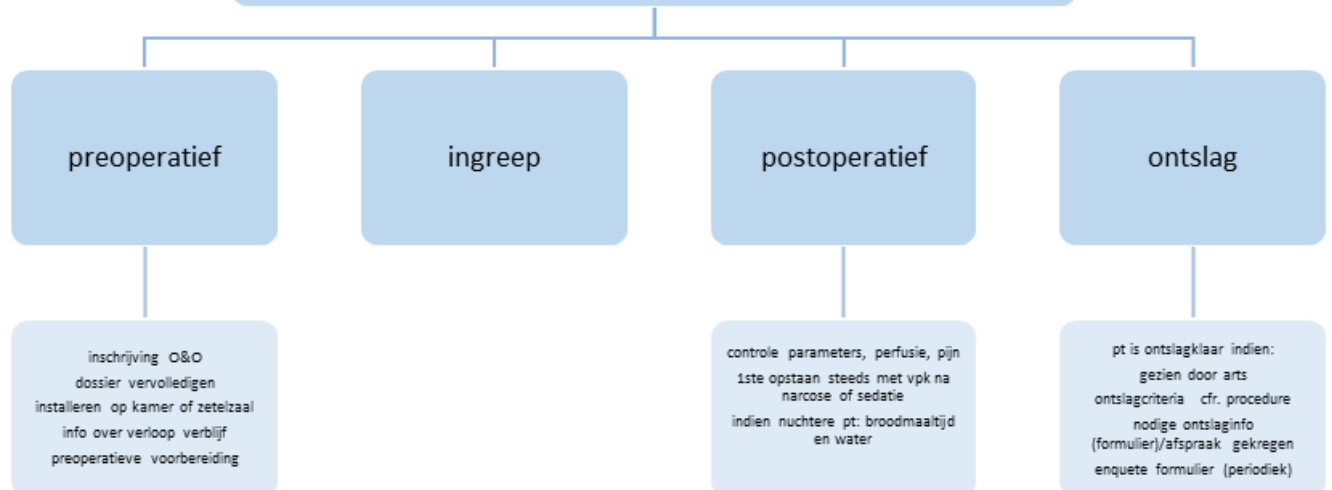 preoperatief
ingreep
postoperatief
ontslag
inschrijving O&O
dossier vervolledigen
installeren op kamer of zetelzaal
info over verloop verblijf
preoperatieve voorbereiding
controle parameters, perfusie, pijn
1ste opstaan steeds met vpk na
narcose of sedatie
indien nuchtere pt: broodmaaltijd
en water
pt is ontslagklaar indien:
gezien door arts
ontslagcriteria cfr. procedure
nodige ontslaginfo
(formulier)/afspraak gekregen
enquete formulier (periodiek)